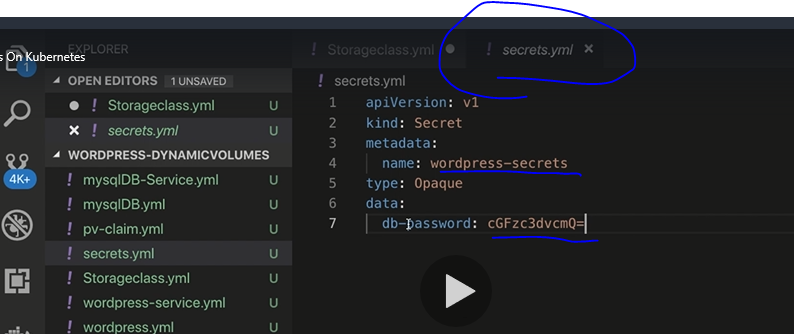 s On Kubernetes
EXPLORER
! Storageclass.yml
! secrets.yml ×
1
OPEN EDITORS 1 UNSAVED
! secrets.yml
! Storageclass.yml U
1 apiVersion: v1
× ! secrets.yml U
2 kind: Secret
3 metadata:
WORDPRESS-DYNAMICVOLUMES
4 name: wordpress-secrets
4K+
! mysqlDB-Service.yml U
5 type: Opaque
! mysqlDB.yml U
6 data:
! pv-claim.yml U
7 db-password: cGFzc3dvcmQ=
! secrets.yml U
! Storageclass.yml U
! wordpress-service.yml U
! wordpress.yml U